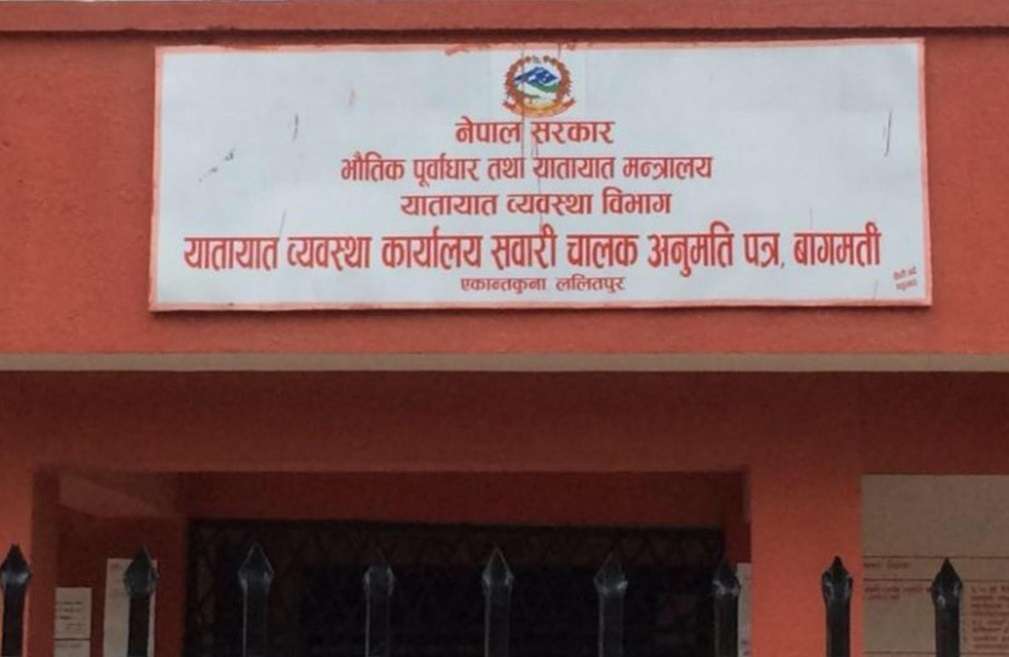 नेपाल सरकार
भौतिक पूर्वाधार तथा यातायात मन्त्रालय
यातायात व्यवस्था विभाग
यातायात व्यवस्था कार्यालय सवारी चालक अनुमति पत्र, बागमती
एकान्तकुना ललितपुर